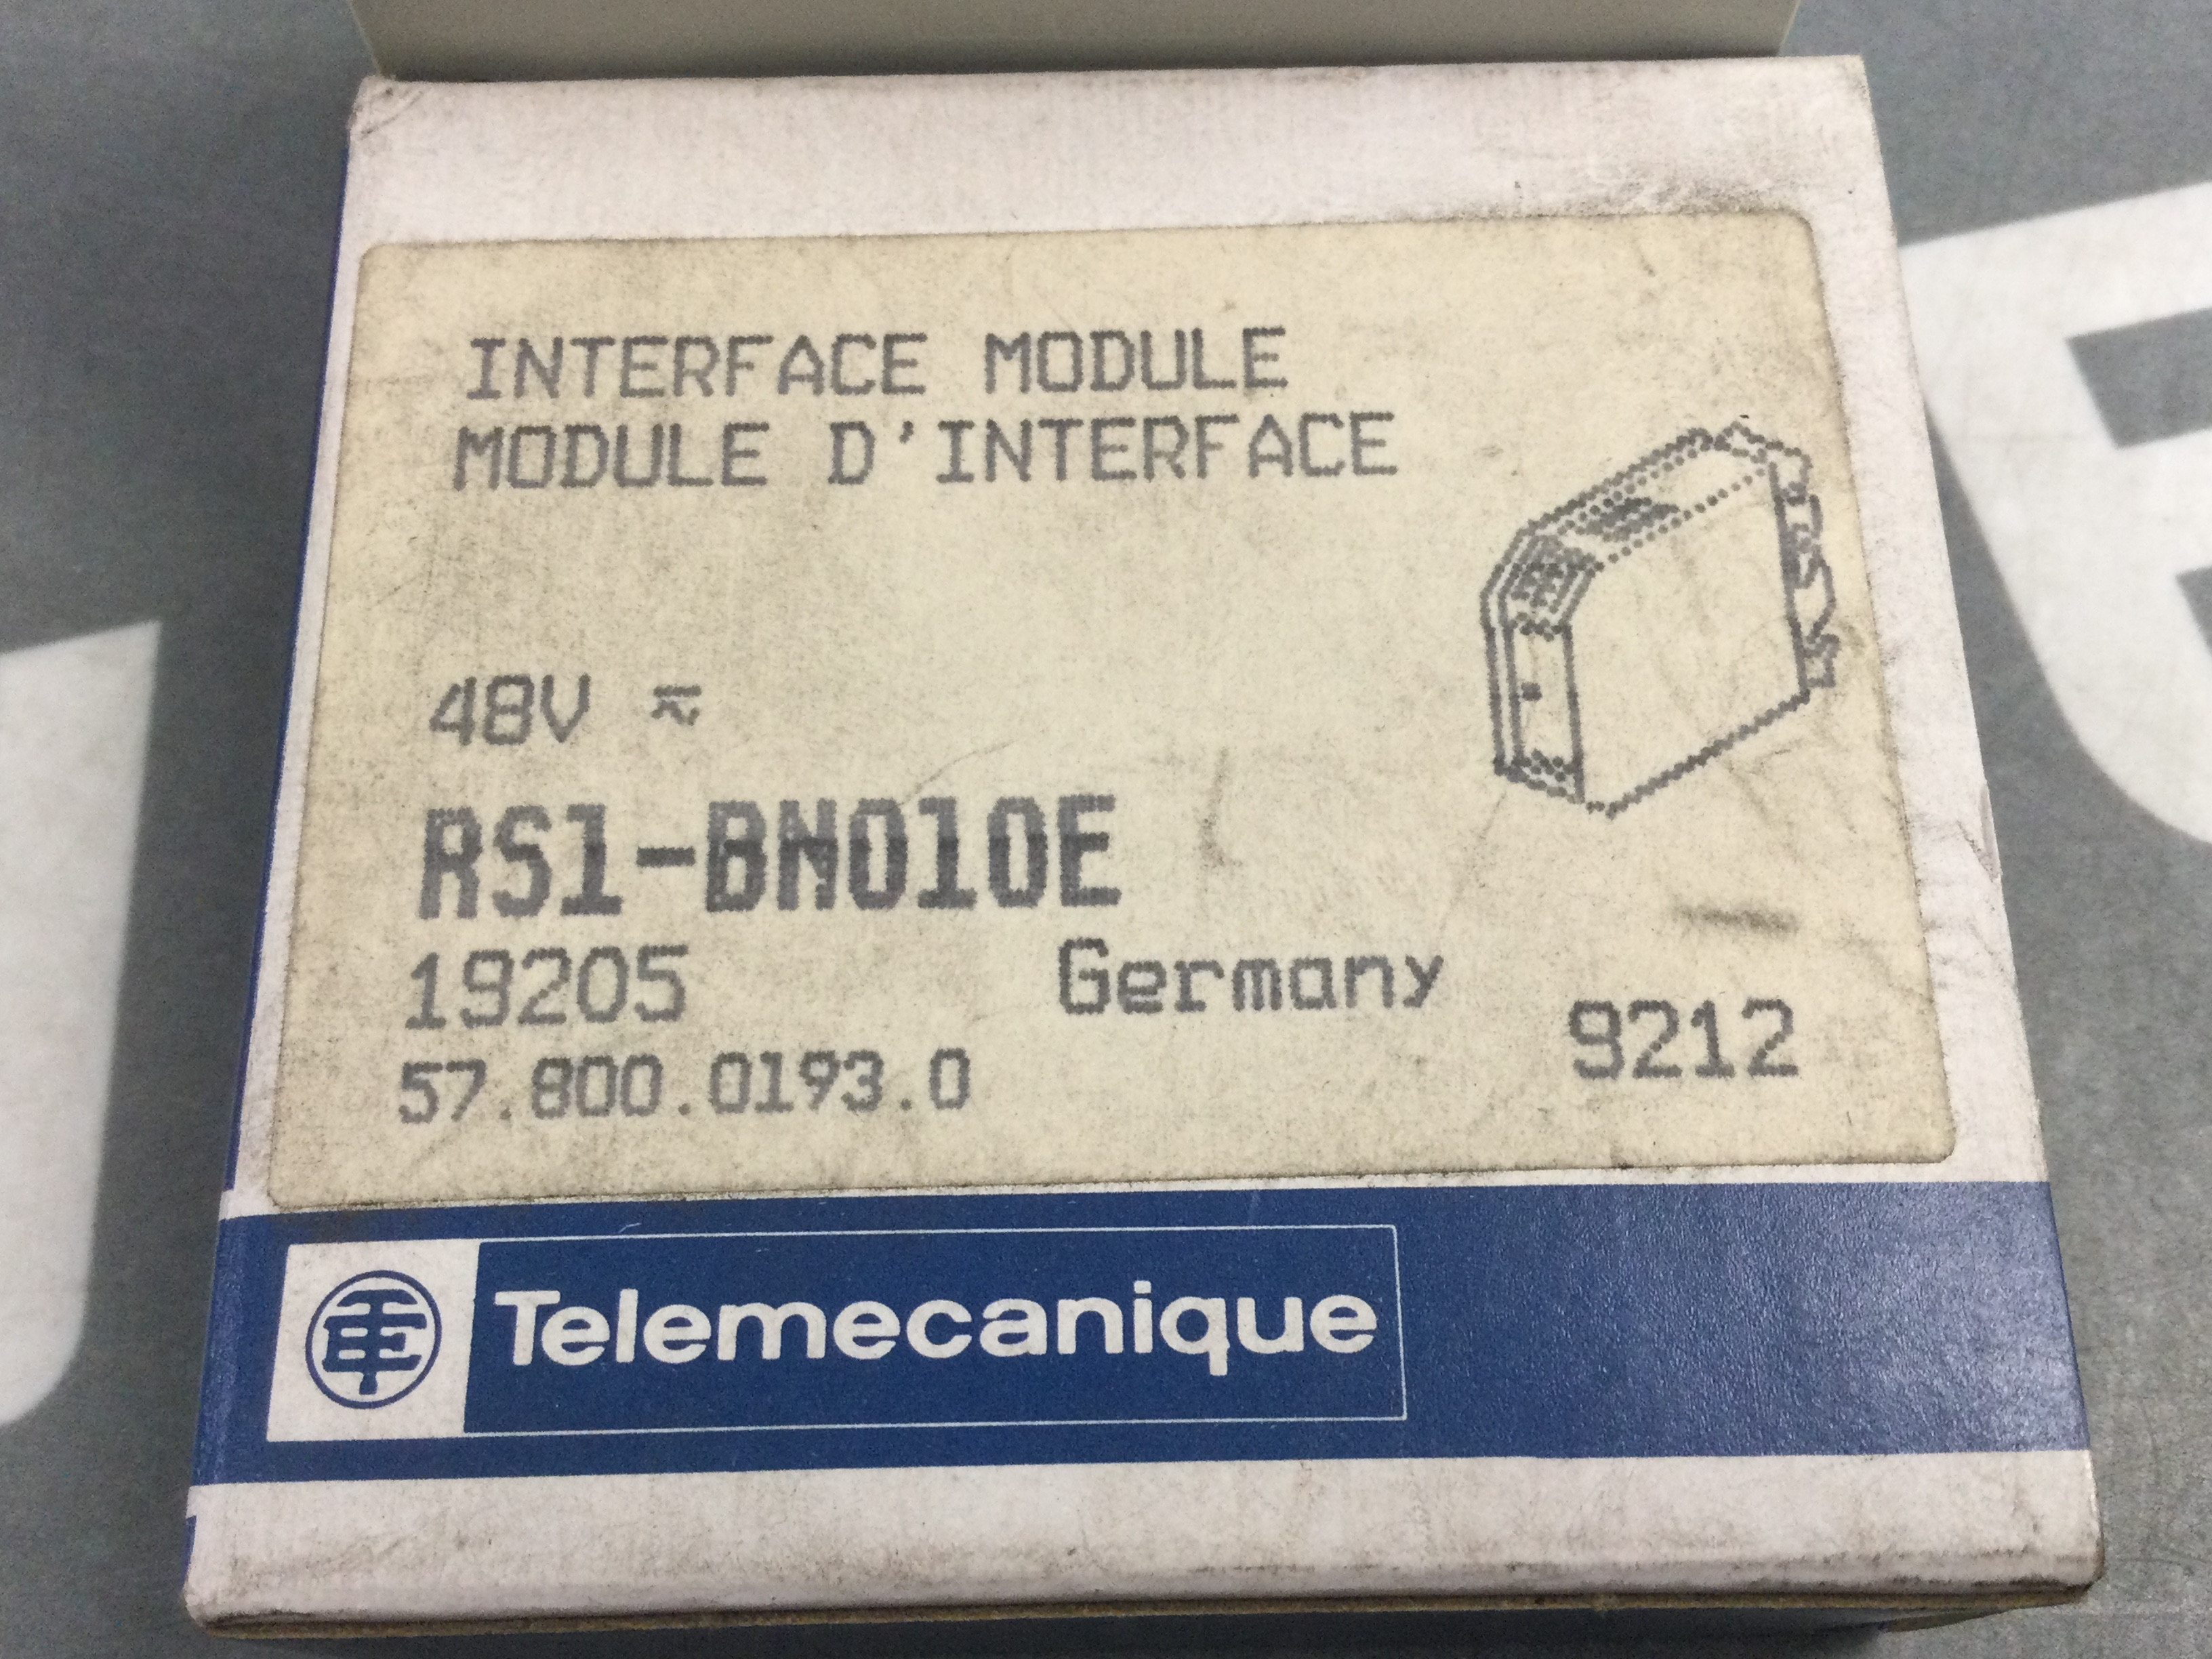 INTERFACE MODULE
MODULE D'INTERFACE
48V ≂
RS1-BN010E
19205 Germany
9212
57.800.0193.0
Telemecanique